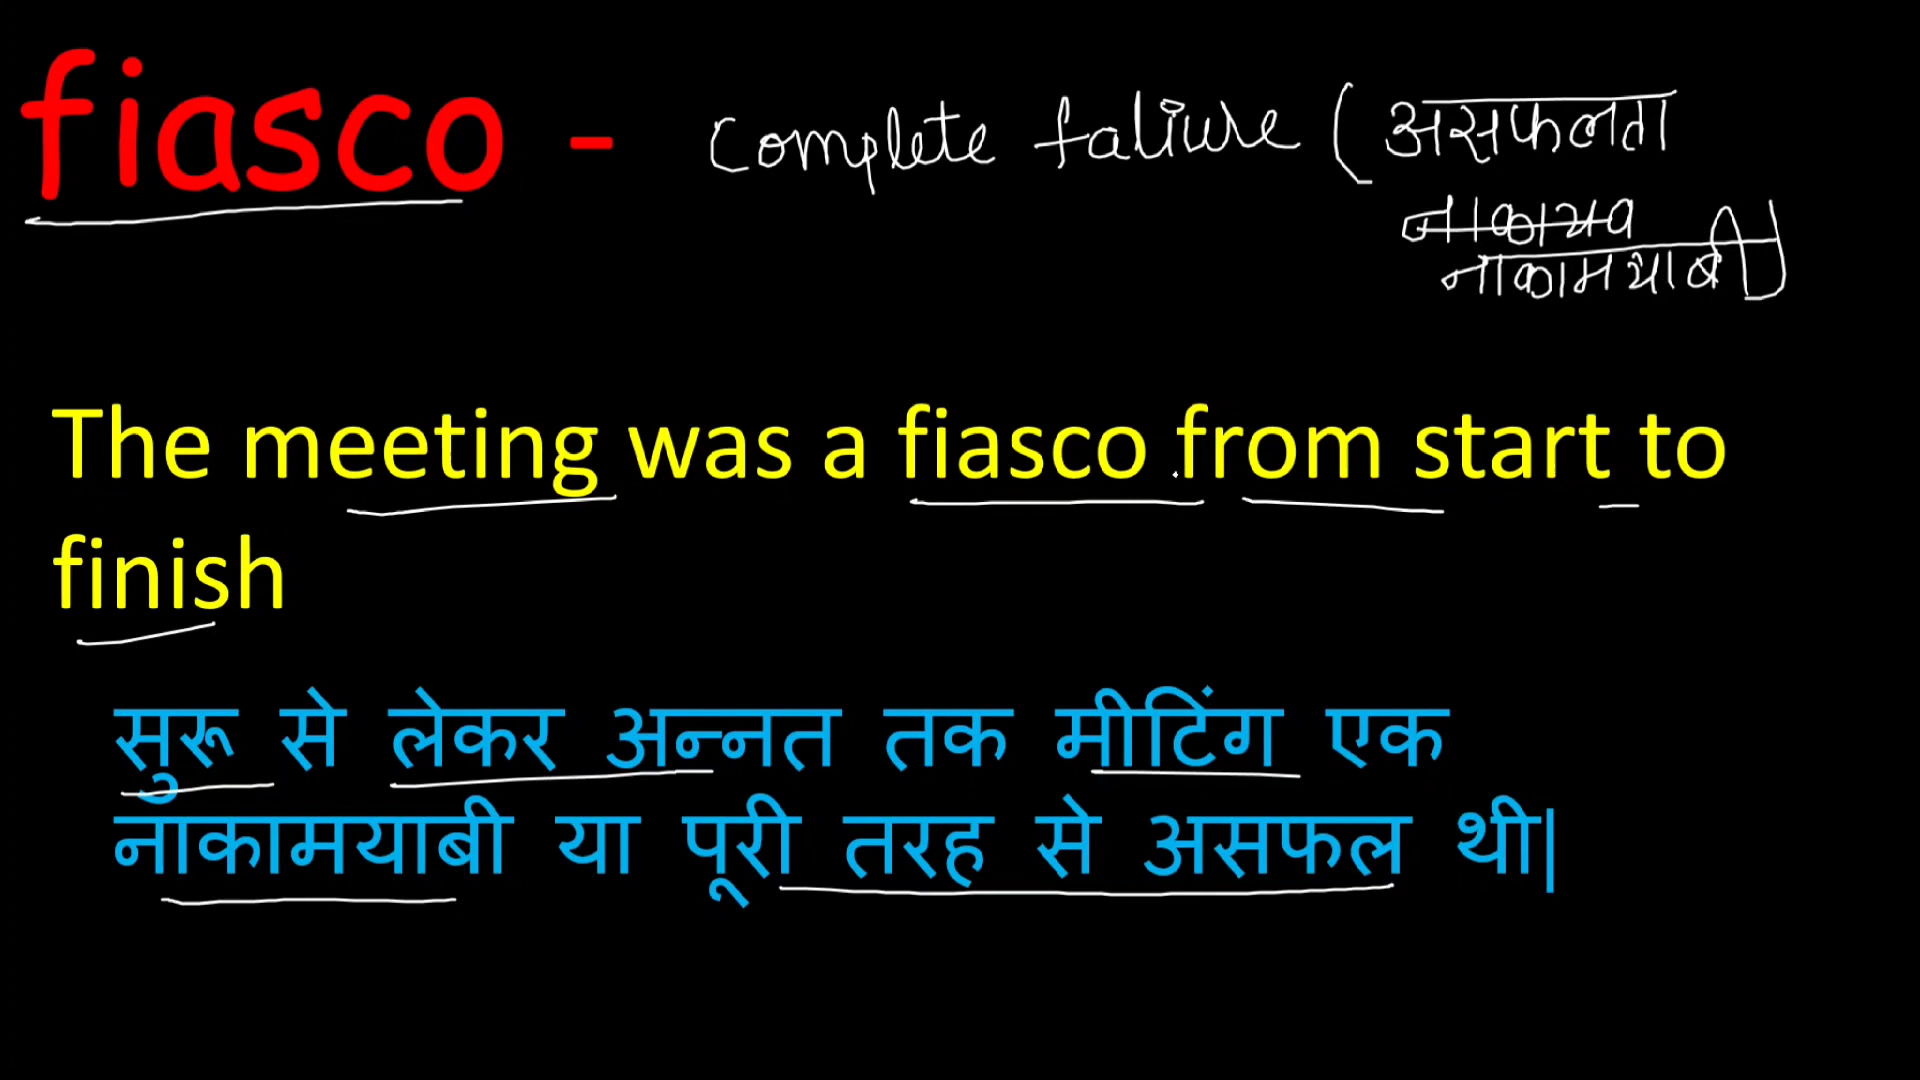 fiasco - complete faliure (असफलता
नाकायब
नाकामयाबी)
The meeting was a fiasco from start to
finish
सुरू से लेकर अन्नत तक मीटिंग एक
नाकामयाबी या पूरी तरह से असफल थी|